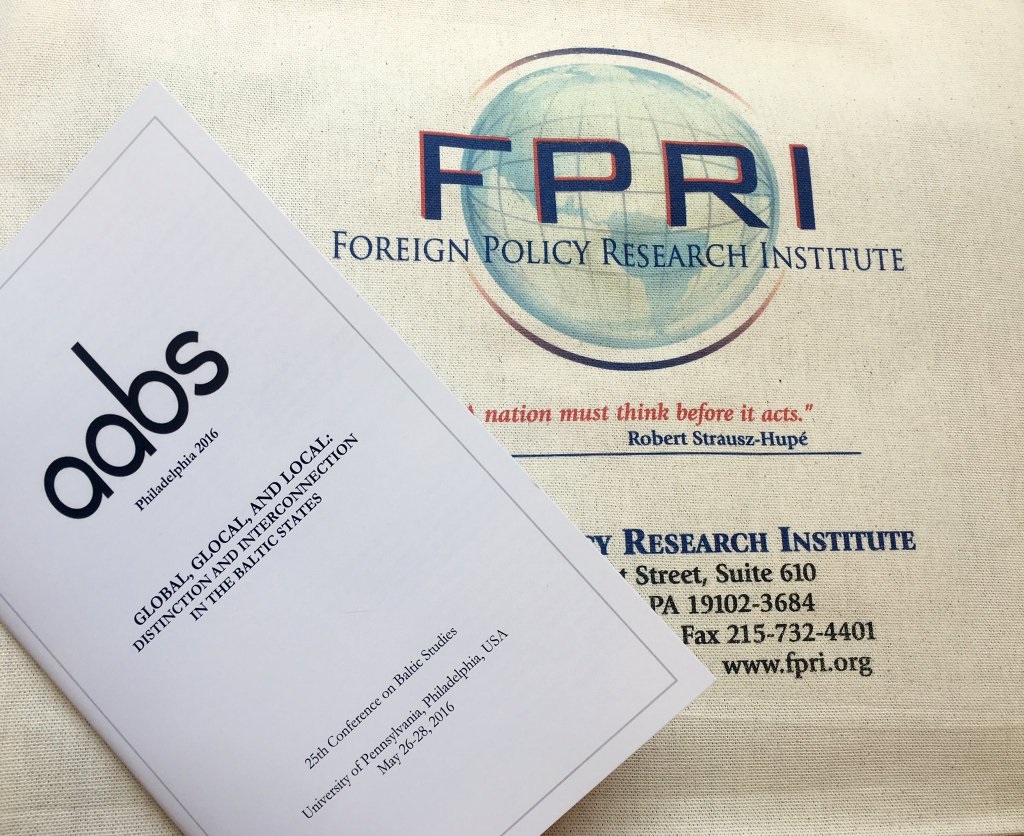 FPRI
FOREIGN POLICY RESEARCH INSTITUTE
nation must think before it acts."
Robert Strausz-Hupé
RESEARCH INSTITUTE
Street, Suite 610
PA 19102-3684
Fax 215-732-4401
www.fpri.org
aabs
Philadelphia 2016
GLOBAL, GLOCAL, AND LOCAL:
DISTINCTION AND INTERCONNECTION
IN THE BALTIC STATES
25th Conference on Baltic Studies
University of Pennsylvania, Philadelphia, USA
May 26-28, 2016